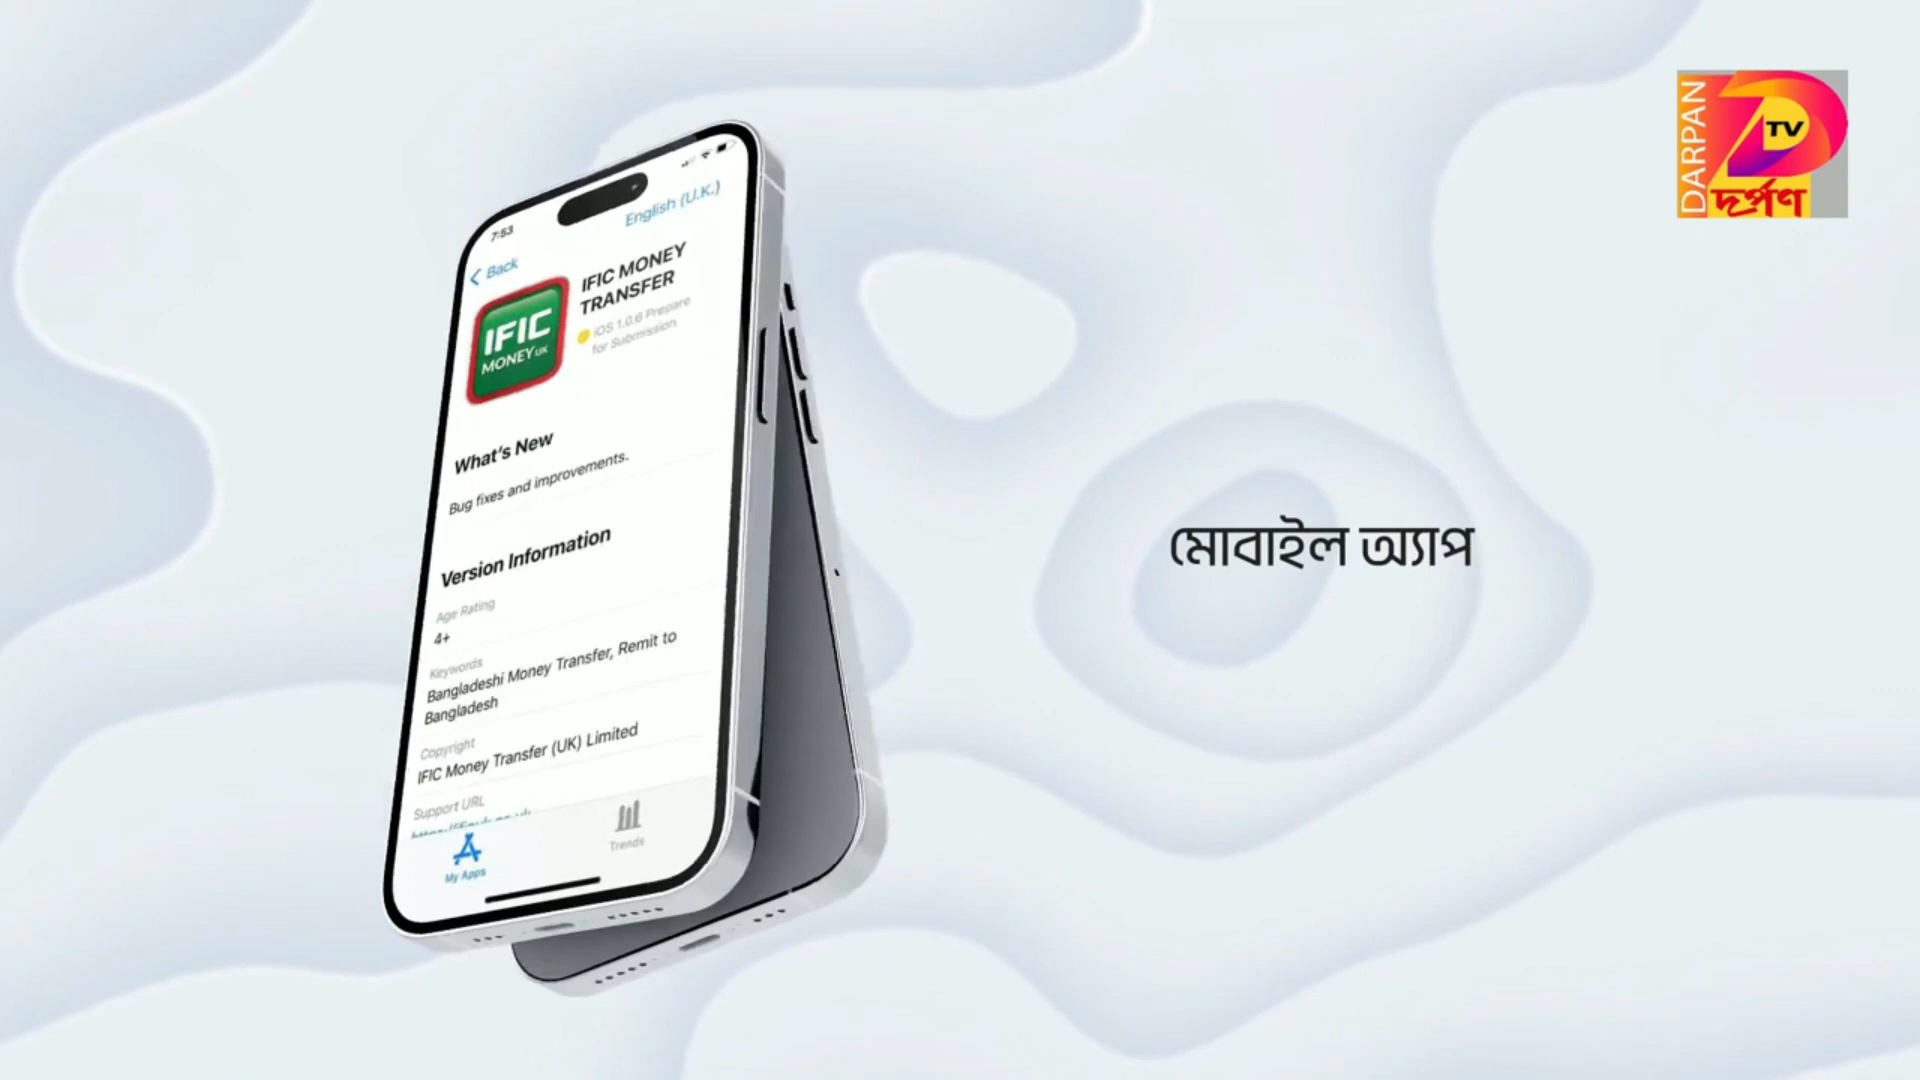 7:53
English (U.K.)
Back
IFIC MONEY
TRANSFER
iOS 1.0.6 Prepare
for Submission
IFIC
MONEY UK
What's New
Bug fixes and improvements.
Version Information
Age Rating
4+
Keywords
Bangladeshi Money Transfer, Remit to
Bangladesh
Copyright
IFIC Money Transfer (UK) Limited
Support URL
My Apps
Trends
মোবাইল অ্যাপ
DARPAN
TV
দর্পণ